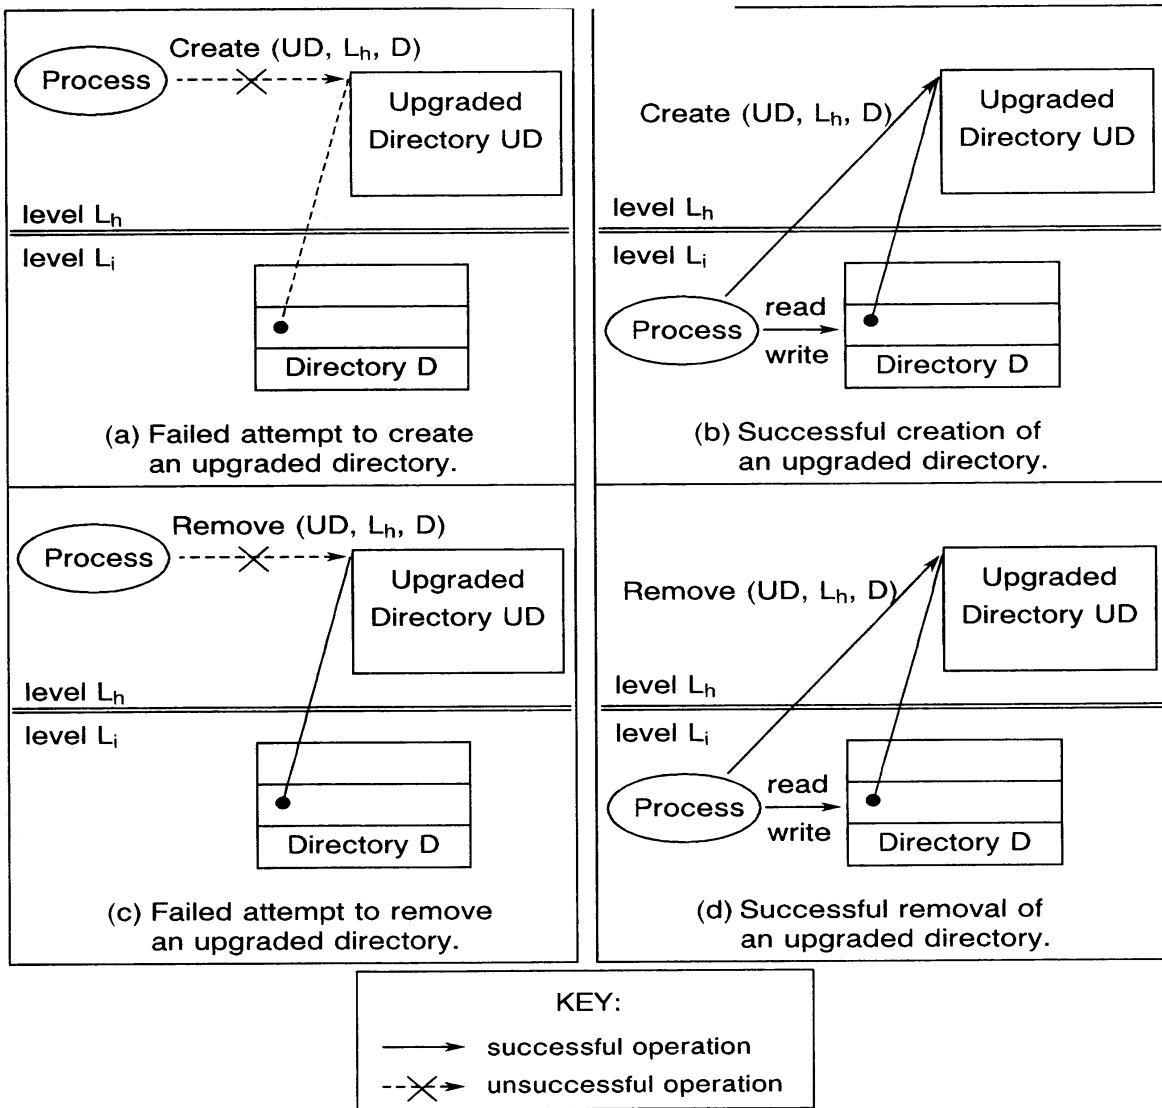 Create (UD, Lh, D)
Process
Upgraded
Directory UD
level Lh
level Li
Directory D
(a) Failed attempt to create
an upgraded directory.
Create (UD, Lh, D)
Upgraded
Directory UD
level Lh
level Li
Process
read
write
Directory D
(b) Successful creation of
an upgraded directory.
Remove (UD, Lh, D)
Process
Upgraded
Directory UD
level Lh
level Li
Directory D
(c) Failed attempt to remove
an upgraded directory.
Remove (UD, Lh, D)
Upgraded
Directory UD
level Lh
level Li
Process
read
write
Directory D
(d) Successful removal of
an upgraded directory.
KEY:
successful operation
unsuccessful operation